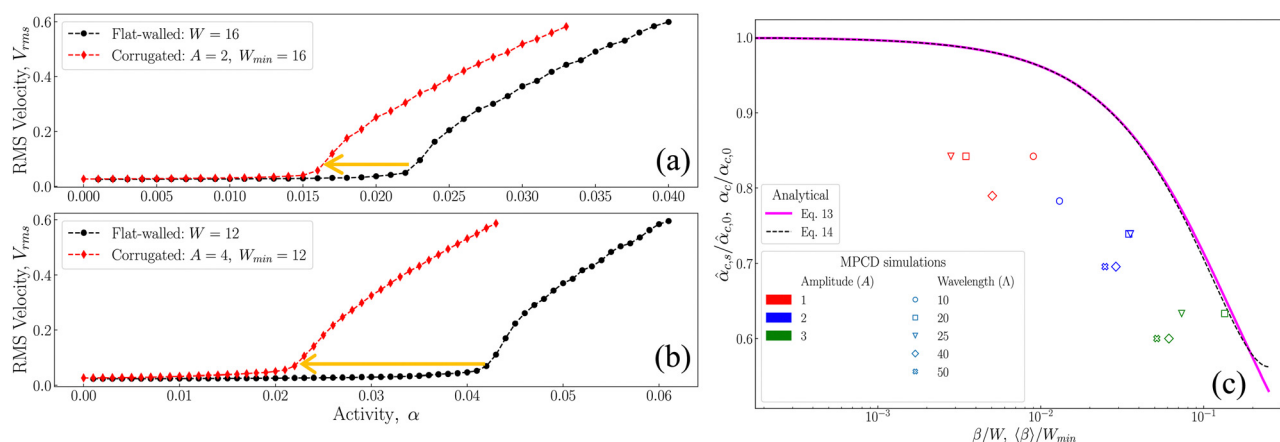 0.6
0.4
0.2
0.0
RMS Velocity, V_rms
Flat-walled: W = 16
Corrugated: A = 2, W_min = 16
(a)
0.000 0.005 0.010 0.015 0.020 0.025 0.030 0.035 0.040
0.6
0.4
0.2
0.0
RMS Velocity, V_rms
Flat-walled: W = 12
Corrugated: A = 4, W_min = 12
(b)
0.00 0.01 0.02 0.03 0.04 0.05 0.06
Activity, α
1.0
0.9
0.8
0.7
0.6
α̂_c,s/α̂_c,0, α_c/α_c,0
Analytical
Eq. 13
Eq. 14
MPCD simulations
Amplitude (A) Wavelength (Λ)
1 10
2 20
3 25
40
50
(c)
10⁻³ 10⁻² 10⁻¹
β/W, ⟨β⟩/W_min